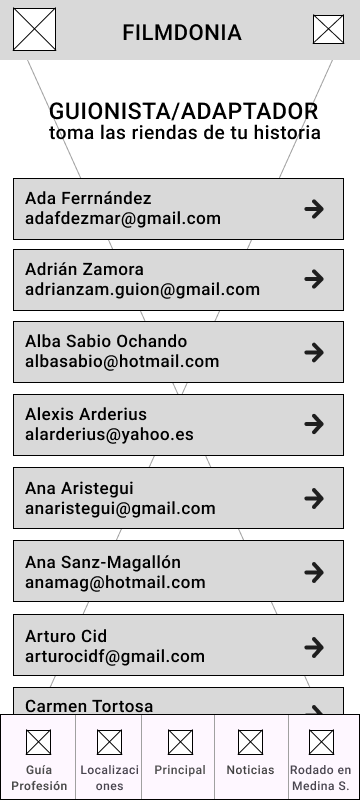 FILMDONIA
GUIONISTA/ADAPTADOR
toma las riendas de tu historia
Ada Ferrnández
adafdezmar@gmail.com
Adrián Zamora
adrianzam.guion@gmail.com
Alba Sabio Ochando
albasabio@hotmail.com
Alexis Arderius
alarderius@yahoo.es
Ana Aristegui
anaristegui@gmail.com
Ana Sanz-Magallón
anamag@hotmail.com
Arturo Cid
arturocidf@gmail.com
Carmen Tortosa
Guía
Profesión
Localizaci
ones
Principal
Noticias
Rodado en
Medina S.